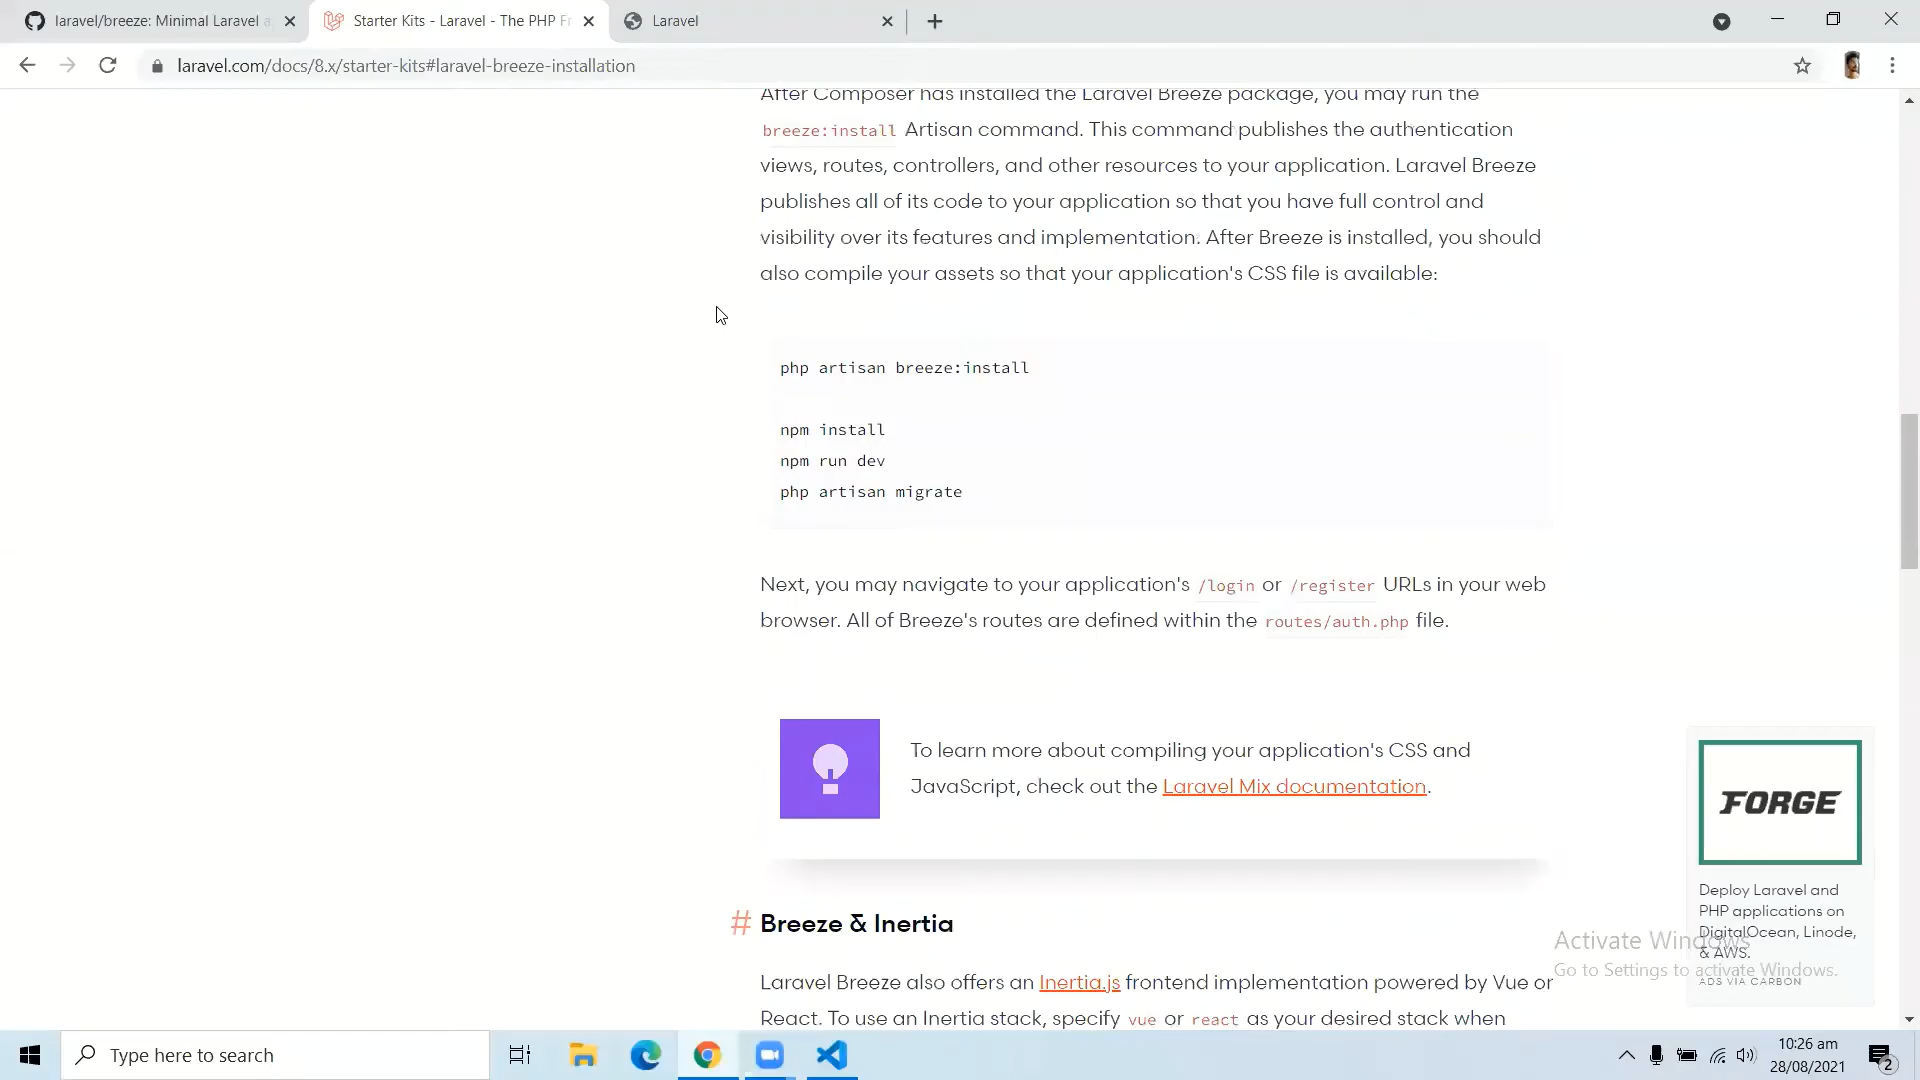 laravel/breeze: Minimal Laravel a
Starter Kits - Laravel - The PHP Fr
Laravel
laravel.com/docs/8.x/starter-kits#laravel-breeze-installation
After Composer has installed the Laravel Breeze package, you may run the
breeze:install Artisan command. This command publishes the authentication
views, routes, controllers, and other resources to your application. Laravel Breeze
publishes all of its code to your application so that you have full control and
visibility over its features and implementation. After Breeze is installed, you should
also compile your assets so that your application's CSS file is available:
php artisan breeze:install
npm install
npm run dev
php artisan migrate
Next, you may navigate to your application's /login or /register URLs in your web
browser. All of Breeze's routes are defined within the routes/auth.php file.
To learn more about compiling your application's CSS and
JavaScript, check out the Laravel Mix documentation.
FORGE
Deploy Laravel and
PHP applications on
DigitalOcean, Linode,
& AWS.
ADS VIA CARBON
Activate Windows
Go to Settings to activate Windows.
# Breeze & Inertia
Laravel Breeze also offers an Inertia.js frontend implementation powered by Vue or
React. To use an Inertia stack, specify vue or react as your desired stack when
Type here to search
10:26 am
28/08/2021
2